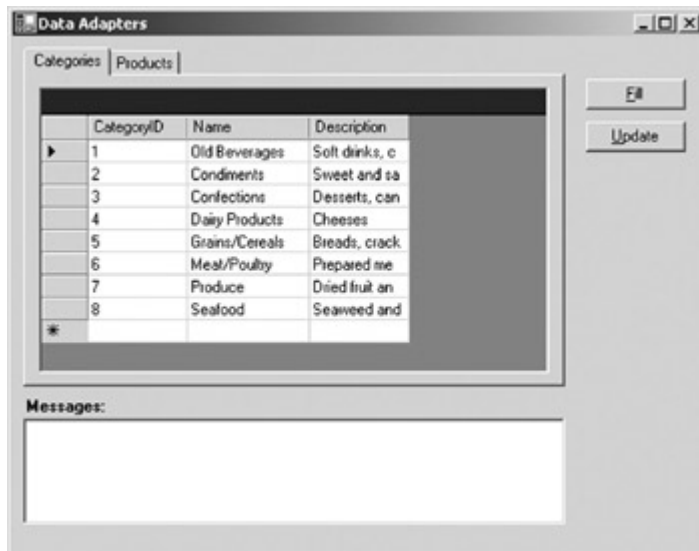 Data Adapters
Categories Products
Fill
Update
CategoryID Name Description
1 Old Beverages Soft drinks, c
2 Condiments Sweet and sa
3 Confections Desserts, can
4 Dairy Products Cheeses
5 Grains/Cereals Breads, crack
6 Meat/Poultry Prepared me
7 Produce Dried fruit an
8 Seafood Seaweed and
Messages: